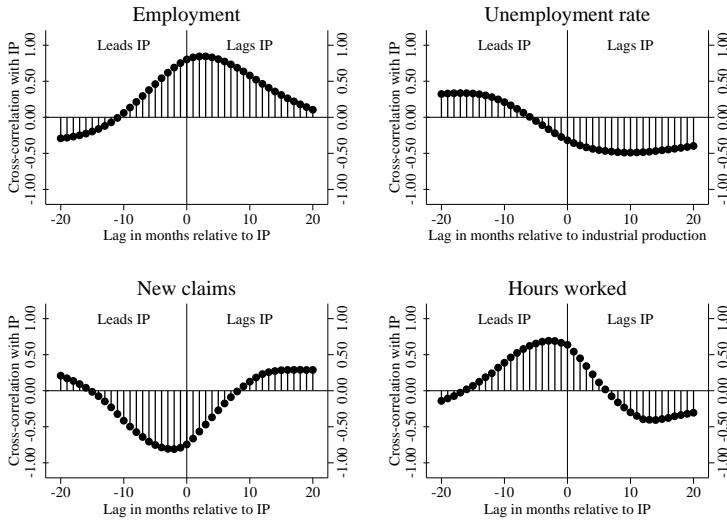 Employment
Leads IP
Lags IP
Cross-correlation with IP
1.00
0.50
0.00
-0.50
-1.00
1.00
0.50
0.00
-0.50
-1.00
-20 -10 0 10 20
Lag in months relative to IP
Unemployment rate
Leads IP
Lags IP
Cross-correlation with IP
1.00
0.50
0.00
-0.50
-1.00
1.00
0.50
0.00
-0.50
-1.00
-20 -10 0 10 20
Lag in months relative to industrial production
New claims
Leads IP
Lags IP
Cross-correlation with IP
1.00
0.50
0.00
-0.50
-1.00
1.00
0.50
0.00
-0.50
-1.00
-20 -10 0 10 20
Lag in months relative to IP
Hours worked
Leads IP
Lags IP
Cross-correlation with IP
1.00
0.50
0.00
-0.50
-1.00
1.00
0.50
0.00
-0.50
-1.00
-20 -10 0 10 20
Lag in months relative to IP